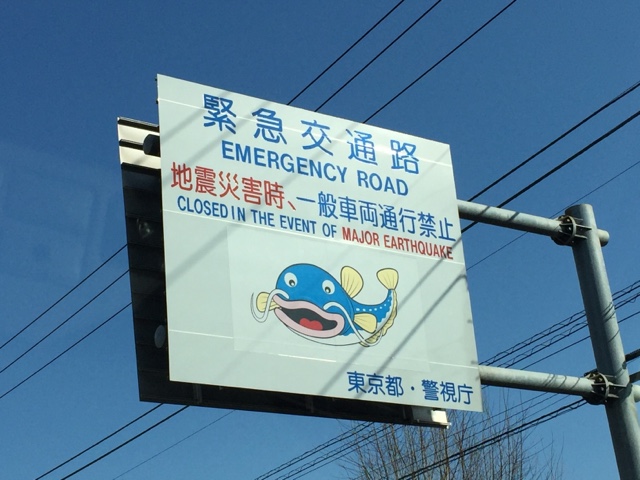 緊急交通路
EMERGENCY ROAD
地震災害時、一般車両通行禁止
CLOSED IN THE EVENT OF MAJOR EARTHQUAKE
東京都・警視庁